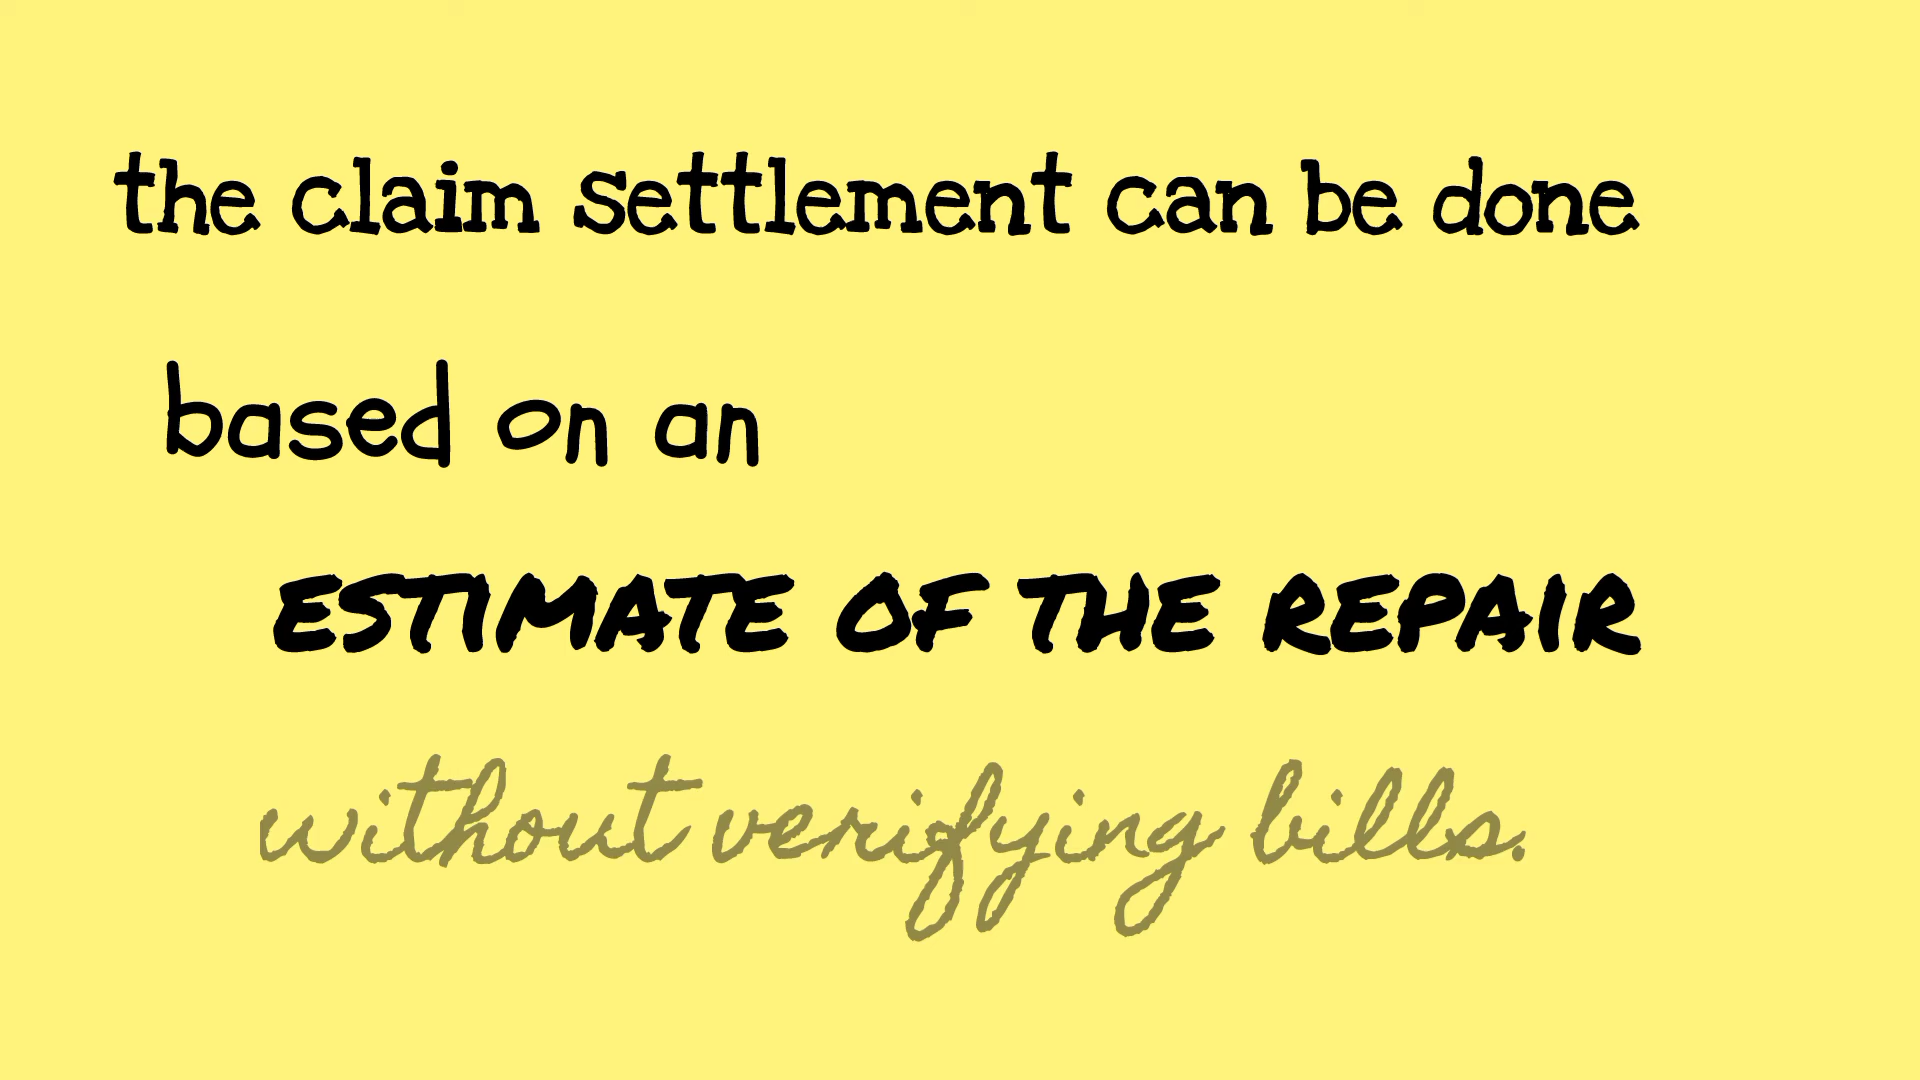 the claim settlement can be done
based on an
ESTIMATE OF THE REPAIR
without verifying bills.